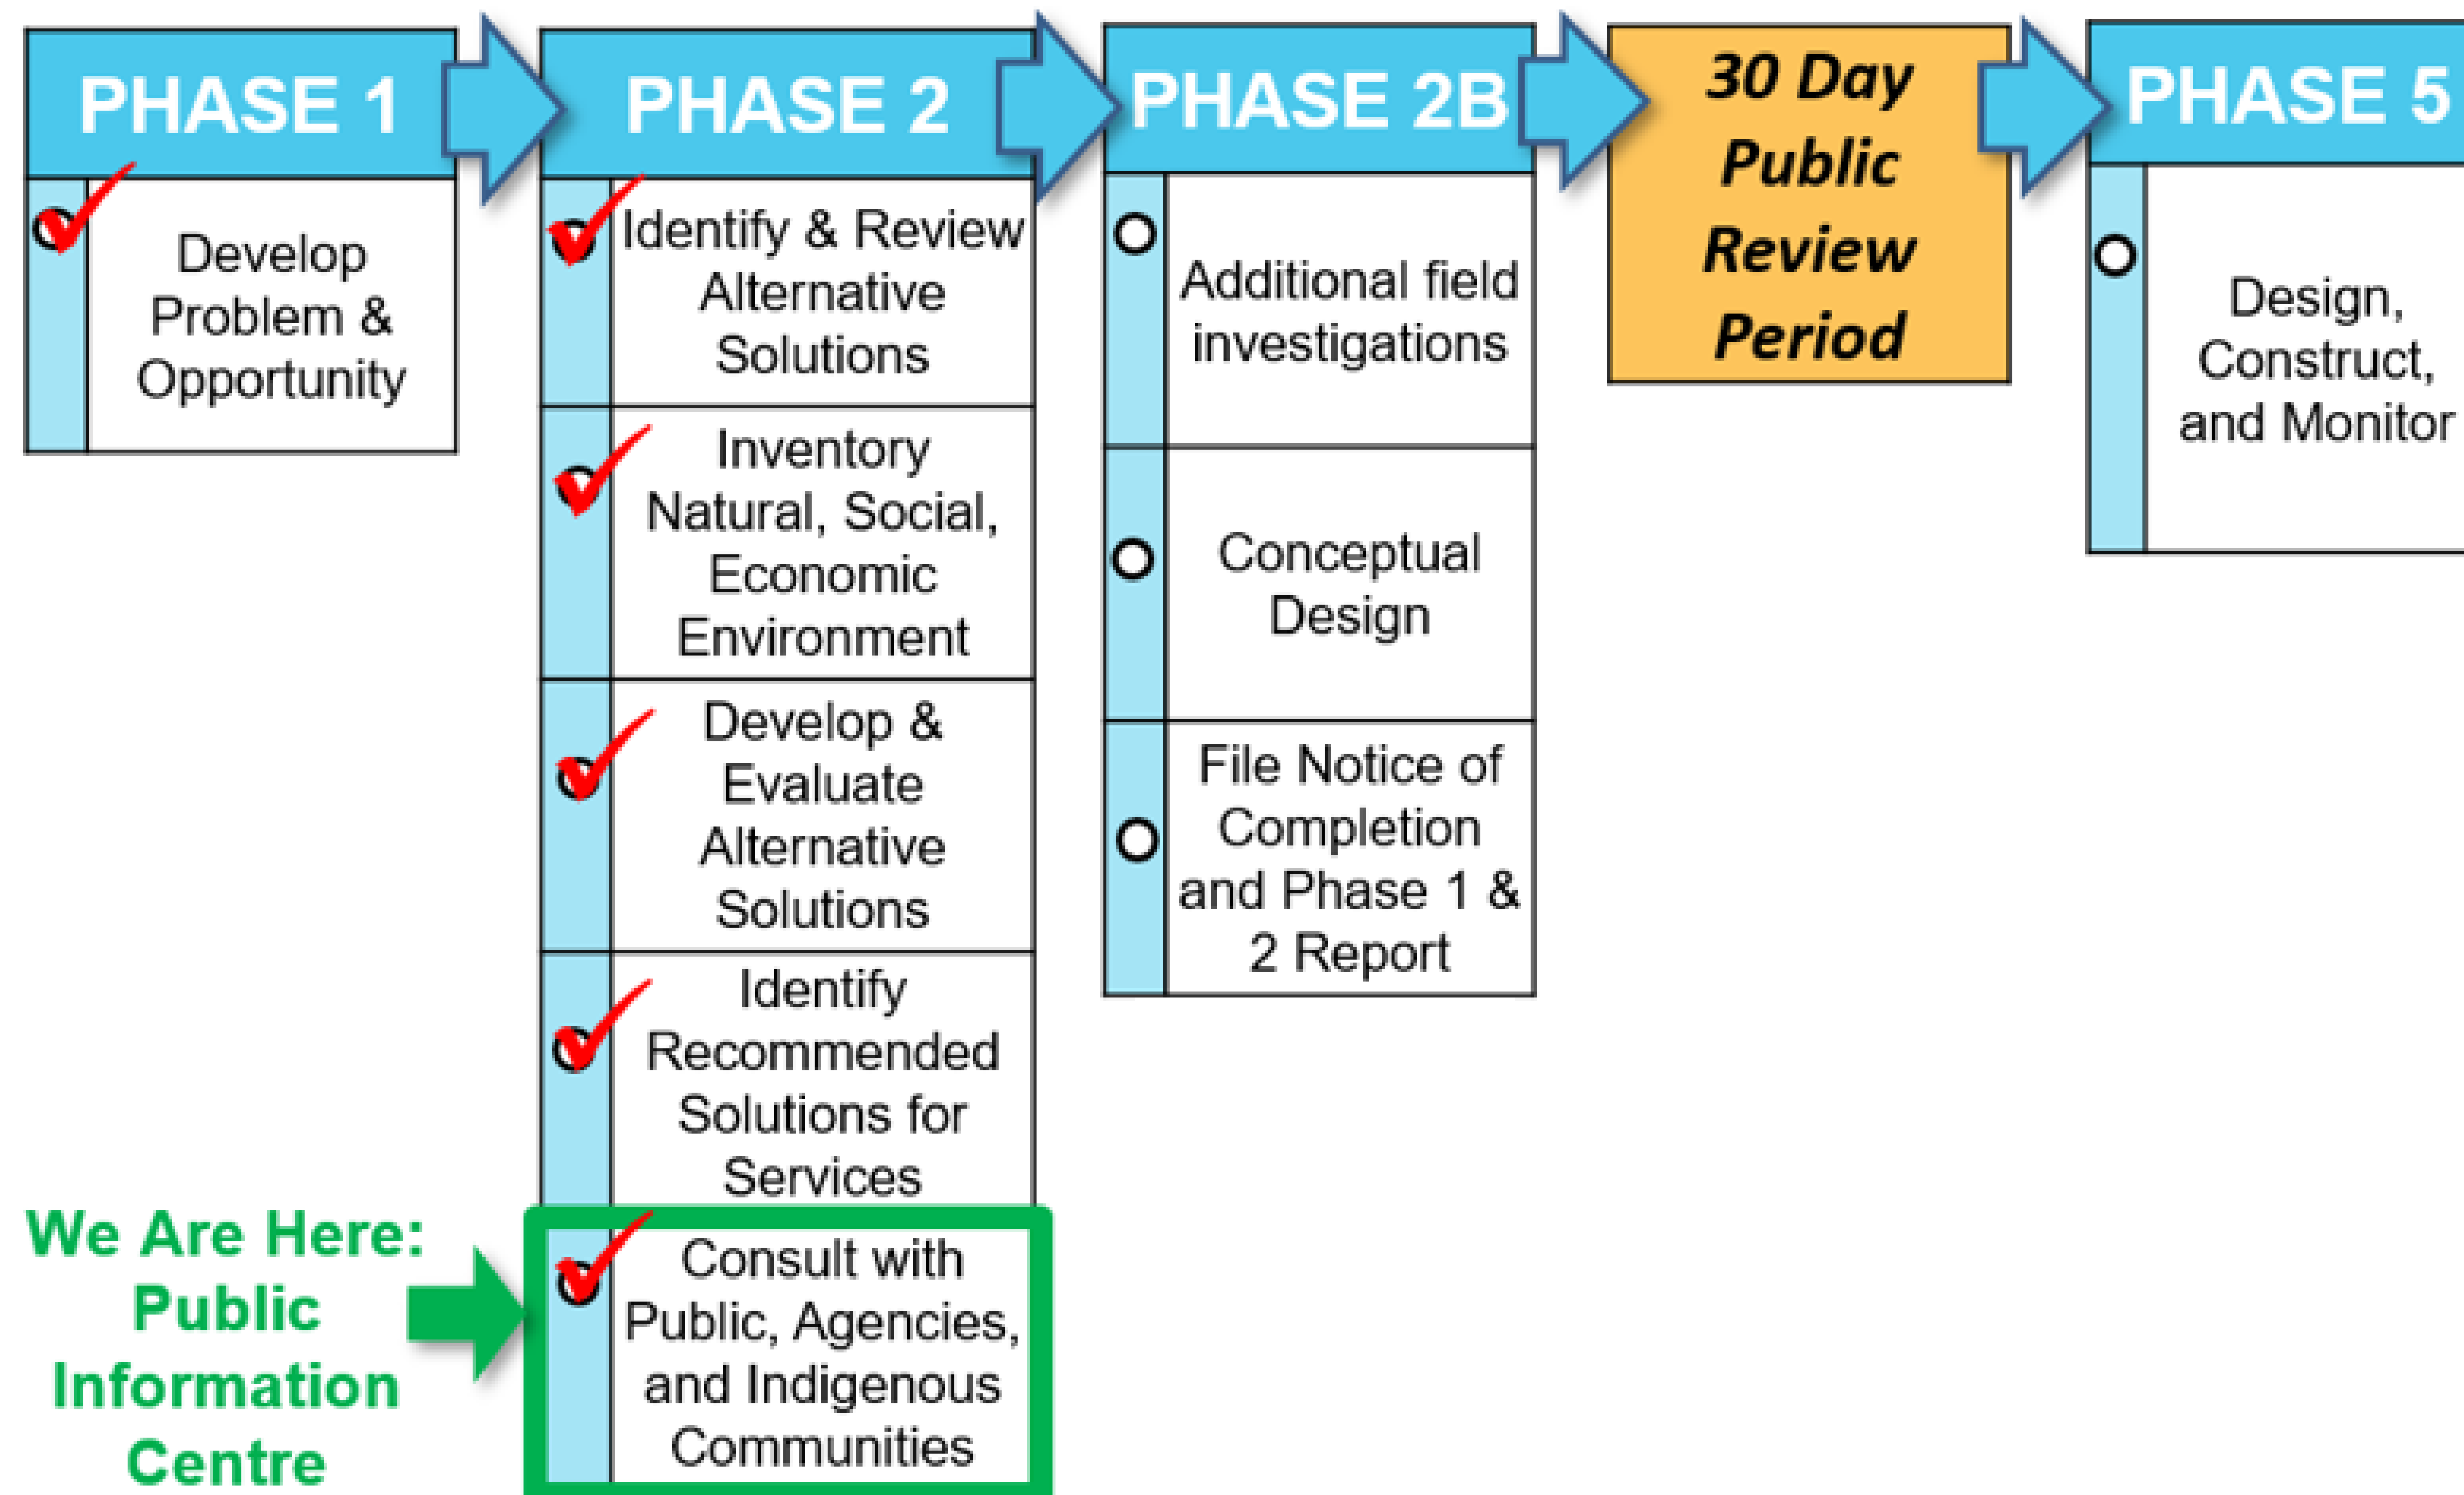 PHASE 1
Develop
Problem &
Opportunity
PHASE 2
Identify & Review
Alternative
Solutions
Inventory
Natural, Social,
Economic
Environment
Develop &
Evaluate
Alternative
Solutions
Identify
Recommended
Solutions for
Services
Consult with
Public, Agencies,
and Indigenous
Communities
We Are Here:
Public
Information
Centre
PHASE 2B
Additional field
investigations
Conceptual
Design
File Notice of
Completion
and Phase 1 &
2 Report
30 Day
Public
Review
Period
PHASE 5
Design,
Construct,
and Monitor